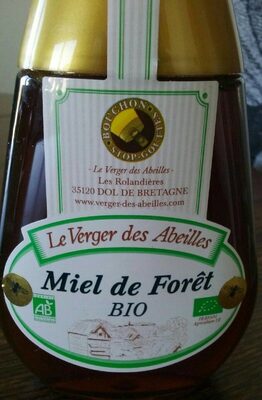 BOUCHON
STOP-GOUTTES
- Le Verger des Abeilles -
Les Rolandières
35120 DOL DE BRETAGNE
www.verger-des-abeilles.com
Le Verger des Abeilles
Miel de Forêt
BIO
AB